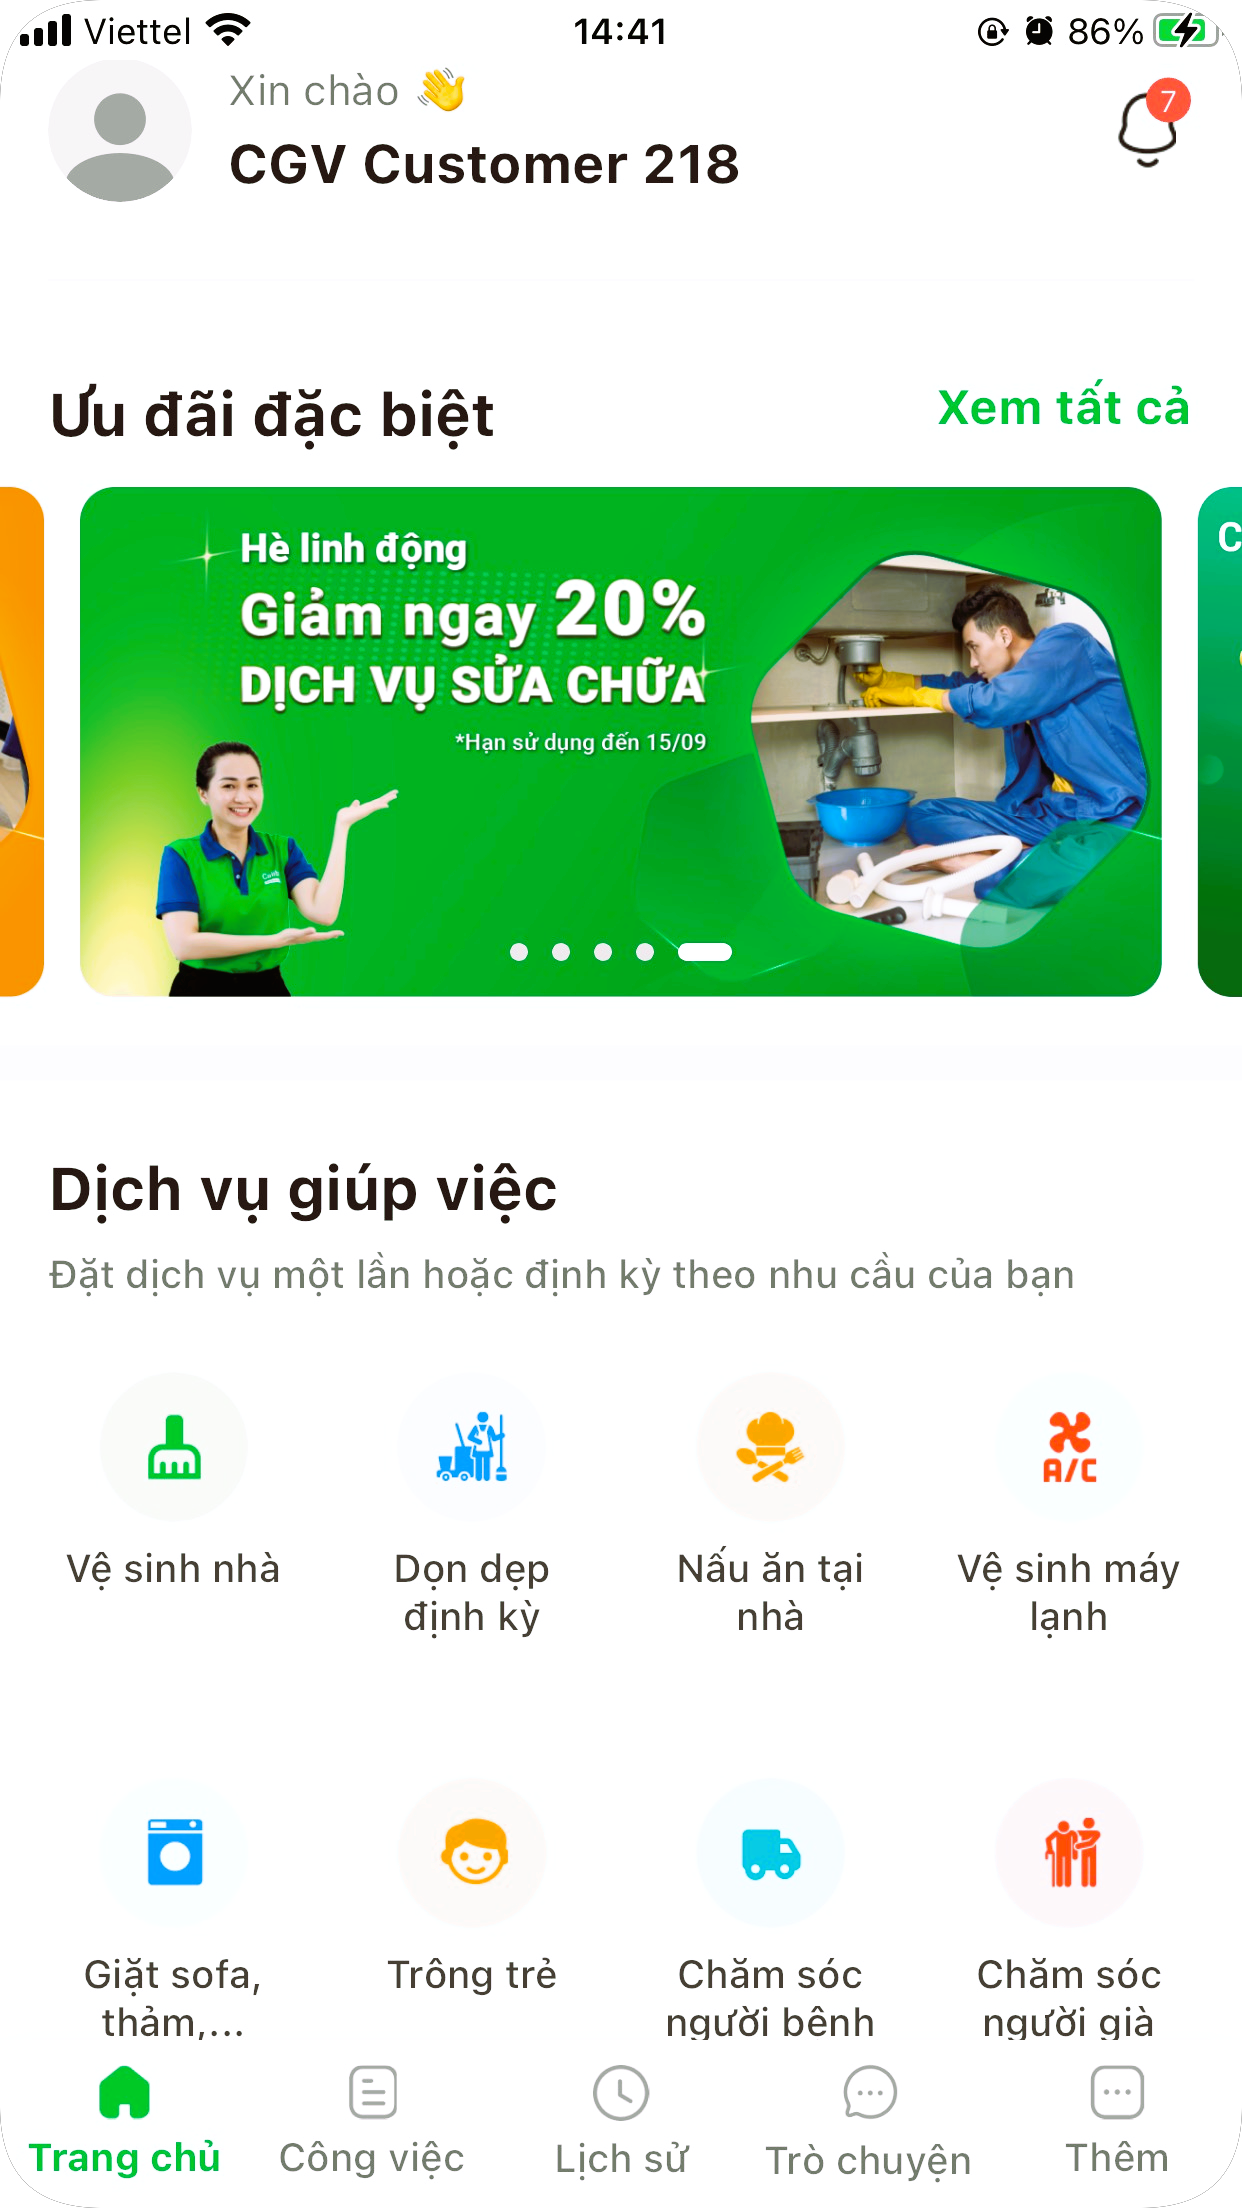 Viettel 14:41 86%
Xin chào 👋
7
CGV Customer 218
Ưu đãi đặc biệt
Xem tất cả
Hè linh động
Giảm ngay 20%
DỊCH VỤ SỬA CHỮA
*Hạn sử dụng đến 15/09
C
Dịch vụ giúp việc
Đặt dịch vụ một lần hoặc định kỳ theo nhu cầu của bạn
A/C
Vệ sinh nhà
Dọn dẹp
định kỳ
Nấu ăn tại
nhà
Vệ sinh máy
lạnh
Giặt sofa,
thảm,...
Trông trẻ
Chăm sóc
người bệnh
Chăm sóc
người già
Trang chủ
Công việc
Lịch sử
Trò chuyện
Thêm